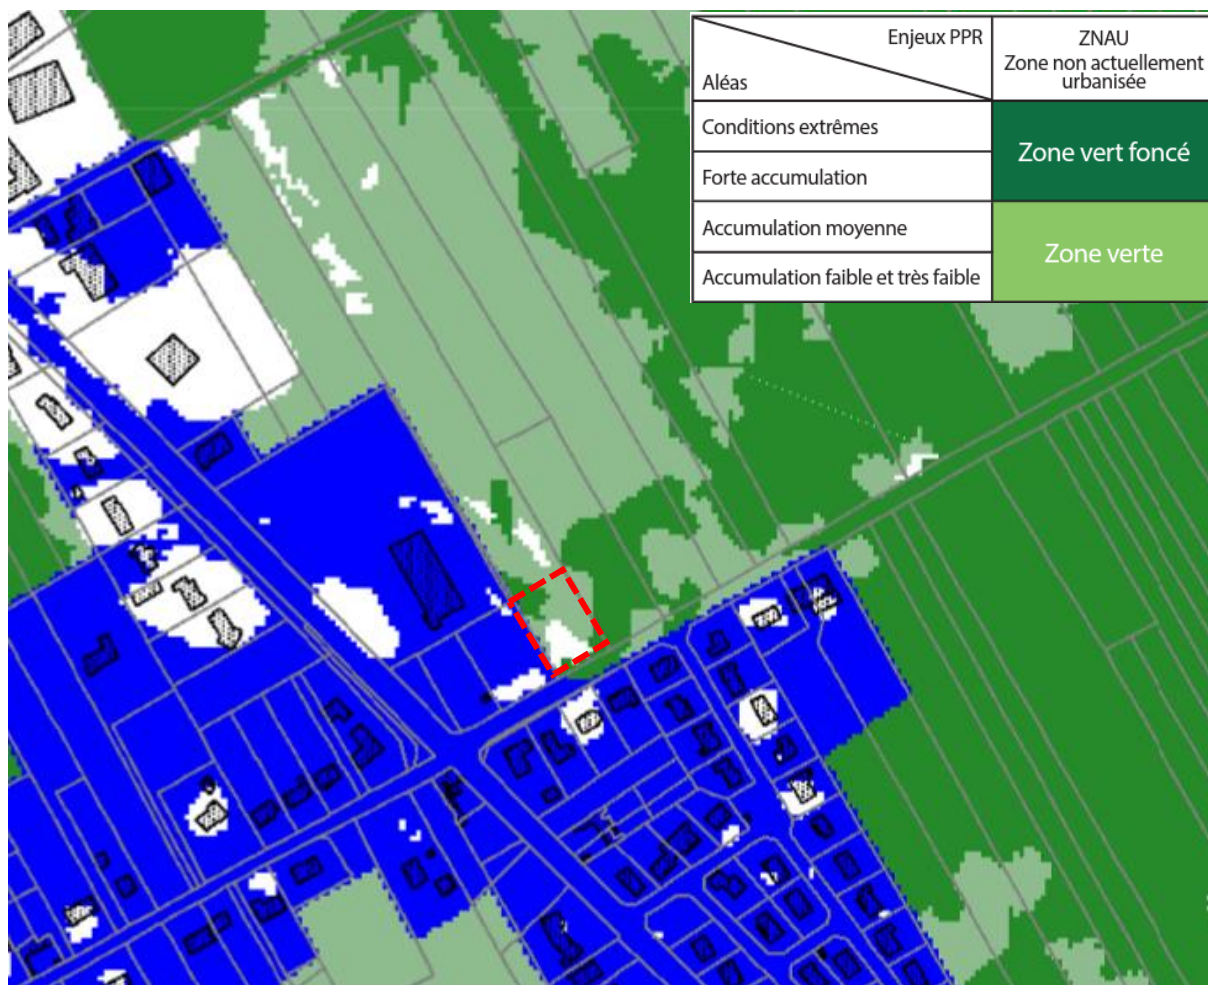 Enjeux PPR
Aléas
ZNAU
Zone non actuellement
urbanisée
Conditions extrêmes
Zone vert foncé
Forte accumulation
Accumulation moyenne
Zone verte
Accumulation faible et très faible